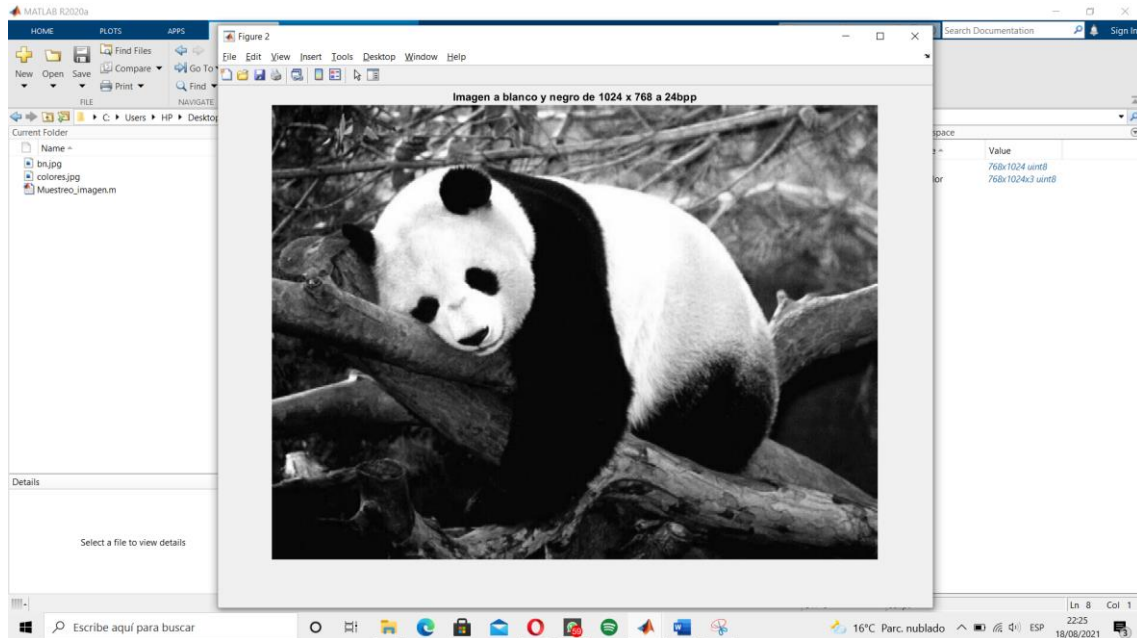 MATLAB R2020a
HOME PLOTS APPS
Search Documentation
Sign In
New Open Save
Find Files
Compare
Print
Go To
Find
FILE
NAVIGATE
C: Users HP Desktop
Current Folder
Name
bn.jpg
colores.jpg
Muestreo_imagen.m
Details
Select a file to view details
Figure 2
File Edit View Insert Tools Desktop Window Help
Imagen a blanco y negro de 1024 x 768 a 24bpp
Value
768x1024 uint8
768x1024x3 uint8
Ln 8 Col 1
Escribe aquí para buscar
59
16°C Parc. nublado
ESP
22:25
18/08/2021
3